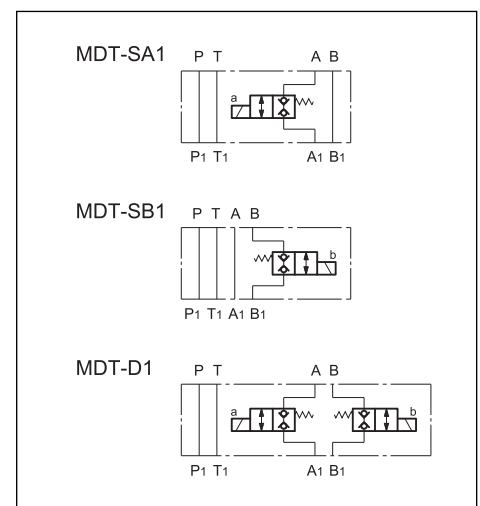 MDT-SA1
P T A B
a
P1 T1 A1 B1
MDT-SB1
P T A B
b
P1 T1 A1 B1
MDT-D1
P T A B
a b
P1 T1 A1 B1